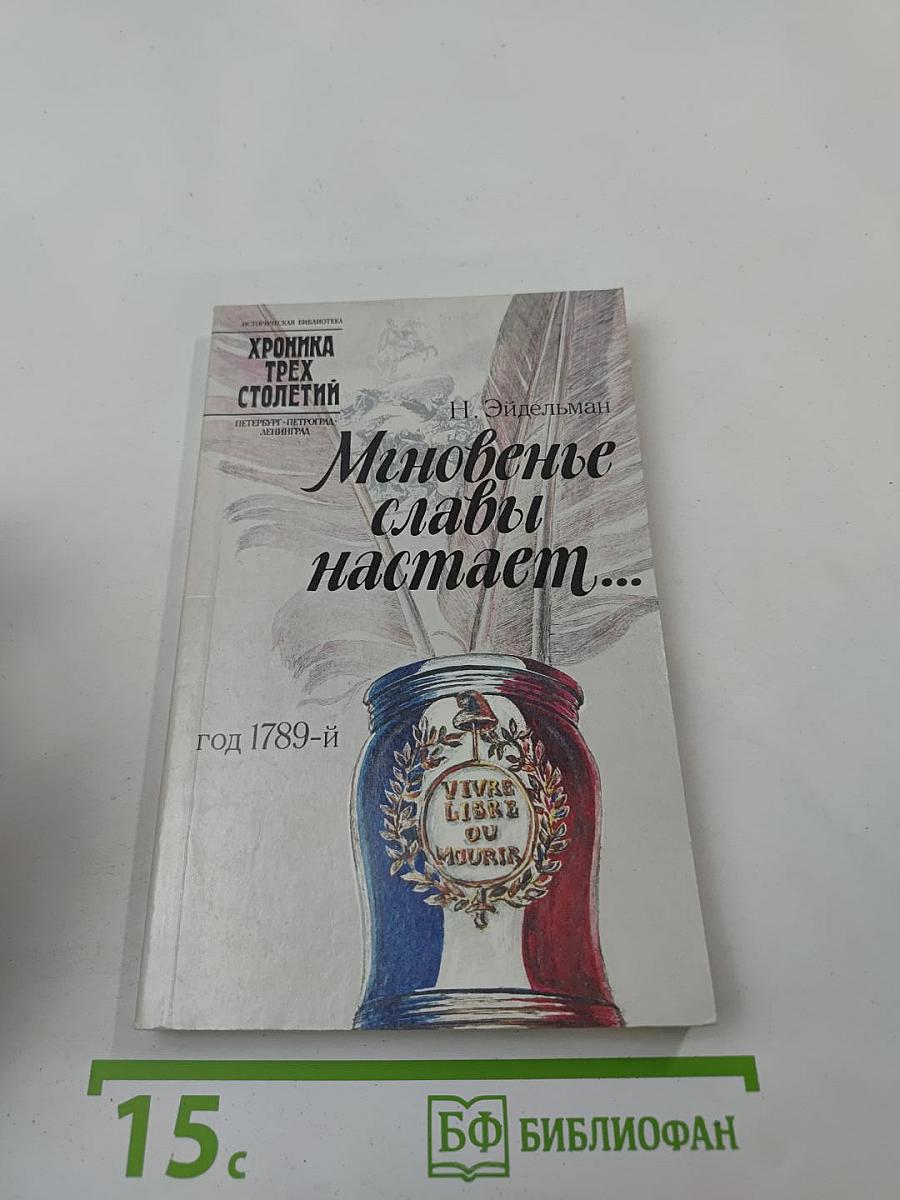 ИСТОРИЧЕСКАЯ БИБЛИОТЕКА
ХРОНИКА
ТРЕХ
СТОЛЕТИЙ
ПЕТЕРБУРГ-ПЕТРОГРАД-
ЛЕНИНГРАД
Н. Эйдельман
Мгновенье
славы
настает...
год 1789-й
VIVRE
LIBRE
OU
MOURIR
15 с
БФ БИБЛИОФАН